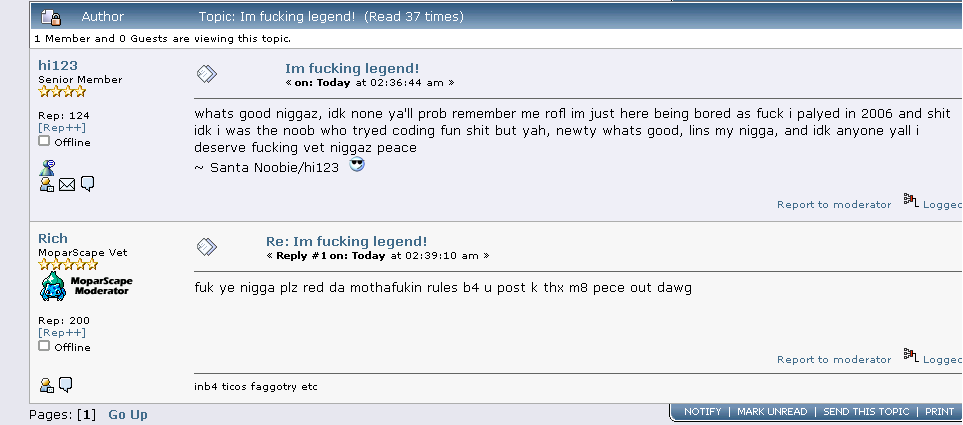 Author Topic: Im fucking legend! (Read 37 times)
1 Member and 0 Guests are viewing this topic.
hi123
Senior Member
Rep: 124
[Rep++]
Offline
Im fucking legend!
« on: Today at 02:36:44 am »
whats good niggaz, idk none ya'll prob remember me rofl im just here being bored as fuck i palyed in 2006 and shit
idk i was the noob who tryed coding fun shit but yah, newty whats good, lins my nigga, and idk anyone yall i
deserve fucking vet niggaz peace
~ Santa Noobie/hi123
Report to moderator Logged
Rich
MoparScape Vet
MoparScape
Moderator
Rep: 200
[Rep++]
Offline
Re: Im fucking legend!
« Reply #1 on: Today at 02:39:10 am »
fuk ye nigga plz red da mothafukin rules b4 u post k thx m8 pece out dawg
Report to moderator Logged
inb4 ticos faggotry etc
Pages: [1] Go Up
NOTIFY | MARK UNREAD | SEND THIS TOPIC | PRINT